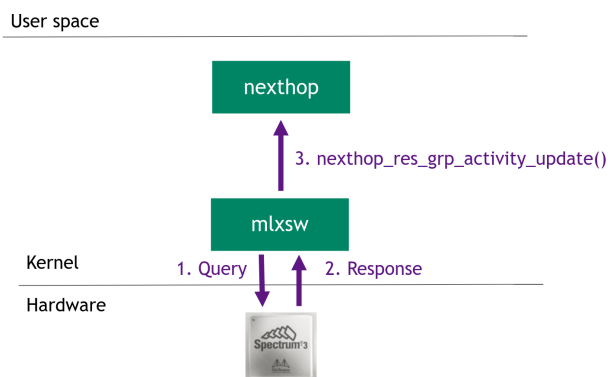 User space
nexthop
3. nexthop_res_grp_activity_update()
mlxsw
Kernel
1. Query
2. Response
Hardware
Spectrum®3